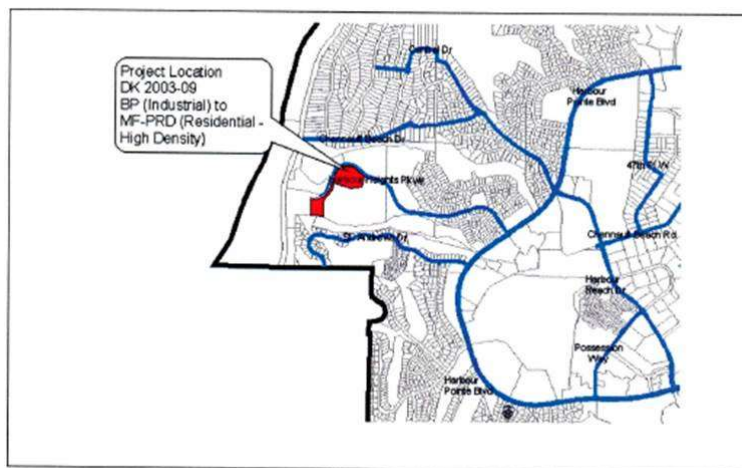 Project Location
DK 2003-09
BP (Industrial) to
MF-PRD (Residential -
High Density)
Central Dr
Harbour
Pointe Blvd
Chennault Beach Dr
47th Pl W
Harbour Heights Pkwy
St. Andrews Dr
Chennault Beach Rd
Harbour
Reach Dr
Possession
Way
Harbour
Pointe Blvd